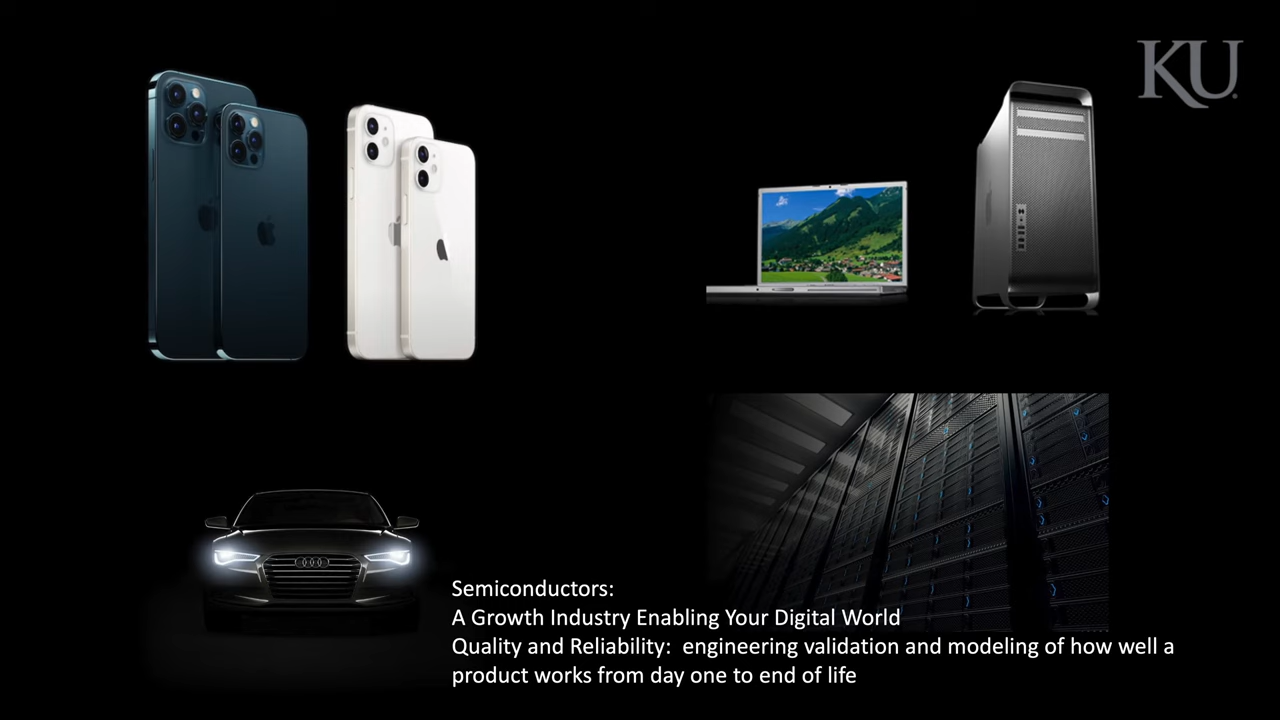 KU
Semiconductors:
A Growth Industry Enabling Your Digital World
Quality and Reliability:  engineering validation and modeling of how well a
product works from day one to end of life